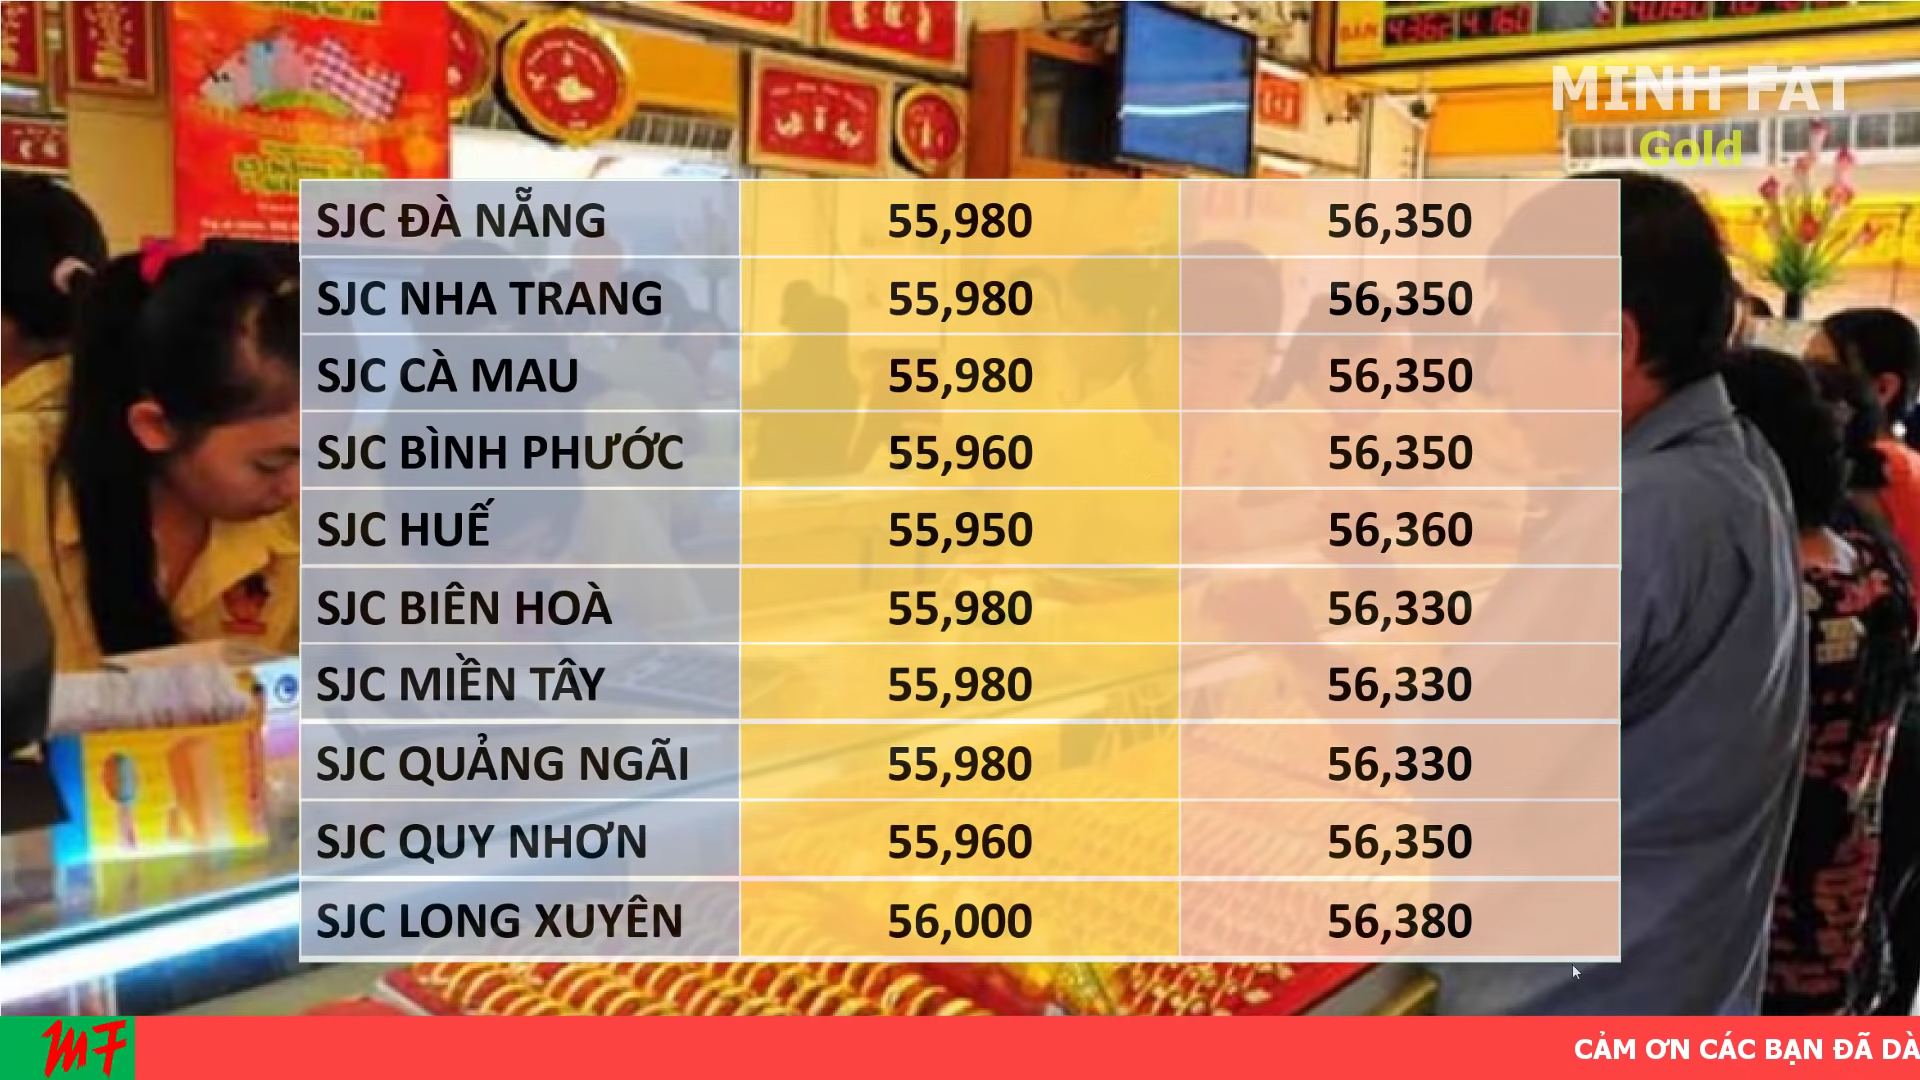 MINH FAT
Gold
SJC ĐÀ NẴNG 55,980 56,350
SJC NHA TRANG 55,980 56,350
SJC CÀ MAU 55,980 56,350
SJC BÌNH PHƯỚC 55,960 56,350
SJC HUẾ 55,950 56,360
SJC BIÊN HOÀ 55,980 56,330
SJC MIỀN TÂY 55,980 56,330
SJC QUẢNG NGÃI 55,980 56,330
SJC QUY NHƠN 55,960 56,350
SJC LONG XUYÊN 56,000 56,380
MF
CẢM ƠN CÁC BẠN ĐÃ DÀ